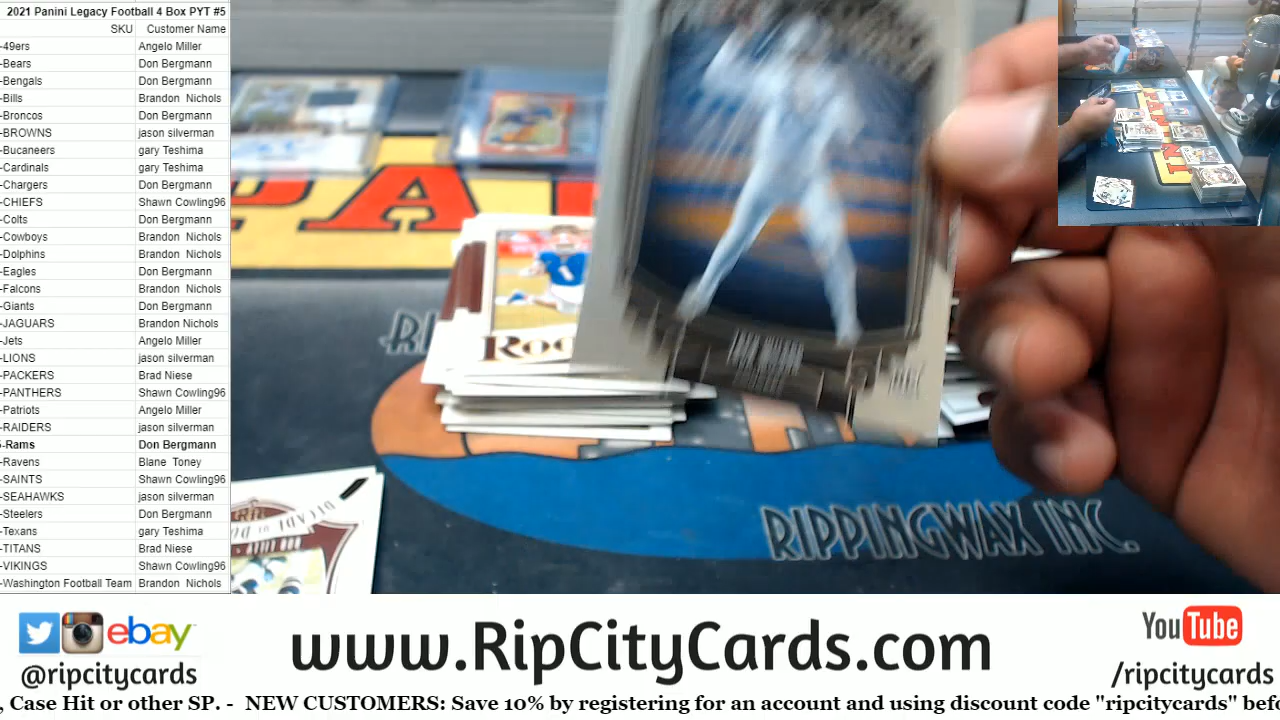 2021 Panini Legacy Football 4 Box PYT #5
SKU Customer Name
-49ers Angelo Miller
-Bears Don Bergmann
-Bengals Don Bergmann
-Bills Brandon Nichols
-Broncos Don Bergmann
-BROWNS jason silverman
-Bucaneers gary Teshima
-Cardinals gary Teshima
-Chargers Don Bergmann
-CHIEFS Shawn Cowling96
-Colts Don Bergmann
-Cowboys Brandon Nichols
-Dolphins Brandon Nichols
-Eagles Don Bergmann
-Falcons Brandon Nichols
-Giants Don Bergmann
-JAGUARS Brandon Nichols
-Jets Angelo Miller
-LIONS jason silverman
-PACKERS Brad Niese
-PANTHERS Shawn Cowling96
-Patriots Angelo Miller
-RAIDERS jason silverman
-Rams Don Bergmann
-Ravens Blane Toney
-SAINTS Shawn Cowling96
-SEAHAWKS jason silverman
-Steelers Don Bergmann
-Texans gary Teshima
-TITANS Brad Niese
-VIKINGS Shawn Cowling96
-Washington Football Team Brandon Nichols
PA
Roo
RIPPINGWAX INC.
DECADE OF DO
ebay
@ripcitycards
www.RipCityCards.com
YouTube
/ripcitycards
, Case Hit or other SP. - NEW CUSTOMERS: Save 10% by registering for an account and using discount code "ripcitycards" befo